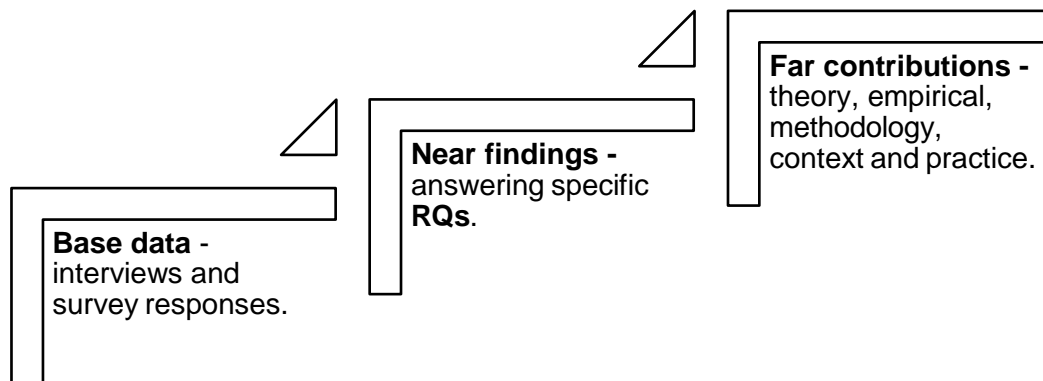 Base data -
interviews and
survey responses.
Near findings -
answering specific
RQs.
Far contributions -
theory, empirical,
methodology,
context and practice.